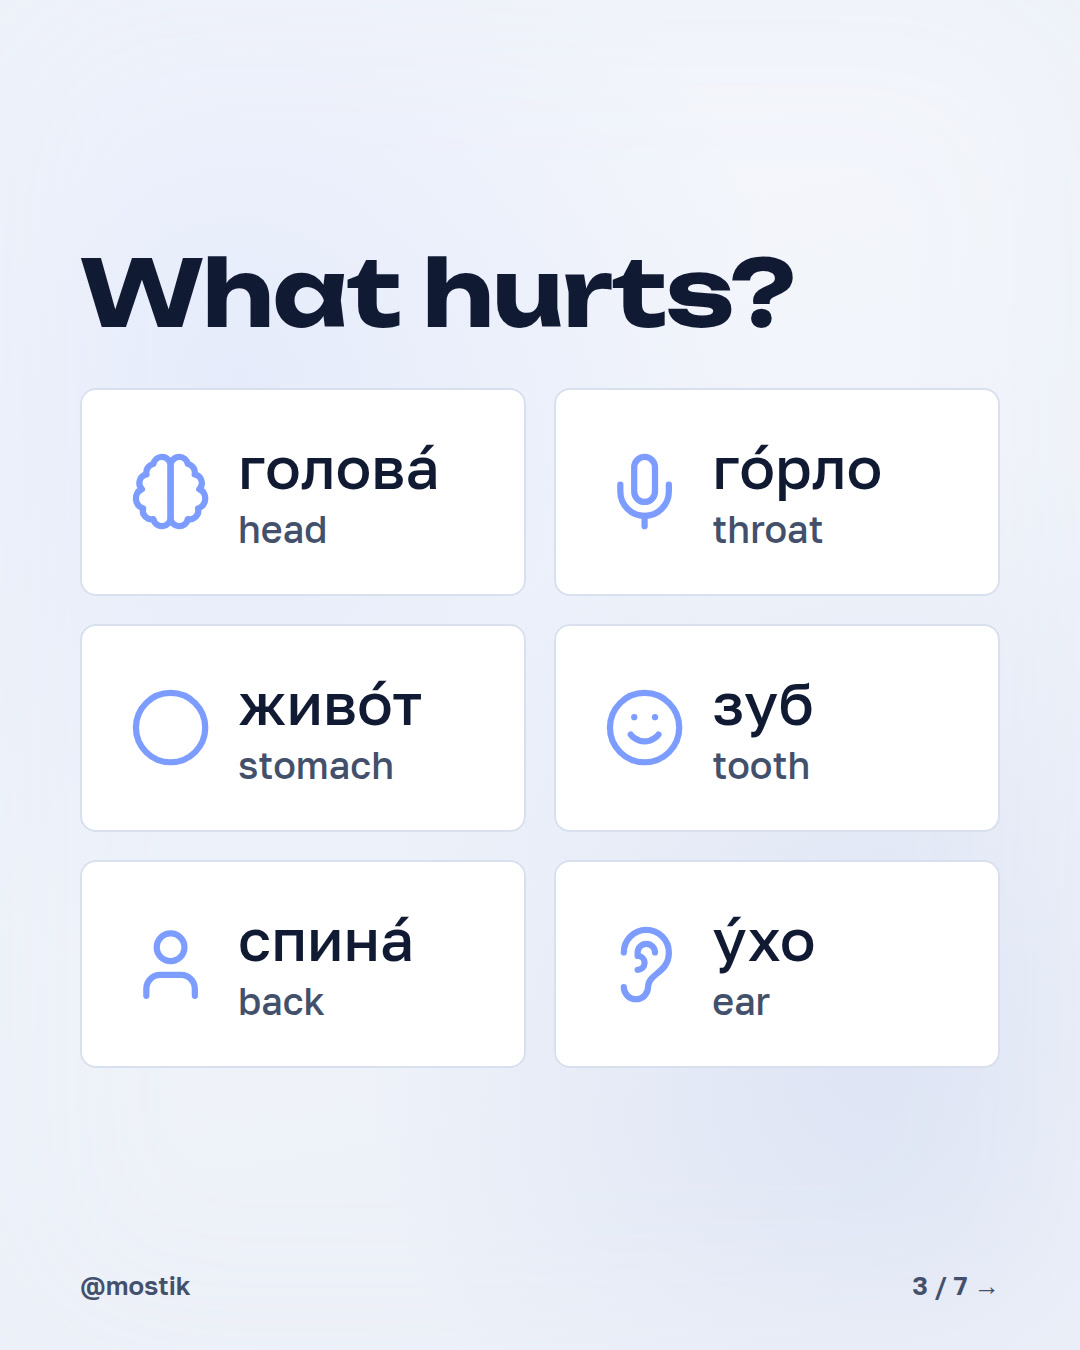 What hurts?
голова́
head
го́рло
throat
живо́т
stomach
зуб
tooth
спина́
back
у́хо
ear
@mostik
3 / 7 →